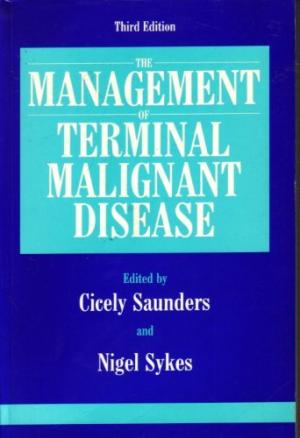 Third Edition
THE
MANAGEMENT
OF
TERMINAL
MALIGNANT
DISEASE
Edited by
Cicely Saunders
and
Nigel Sykes